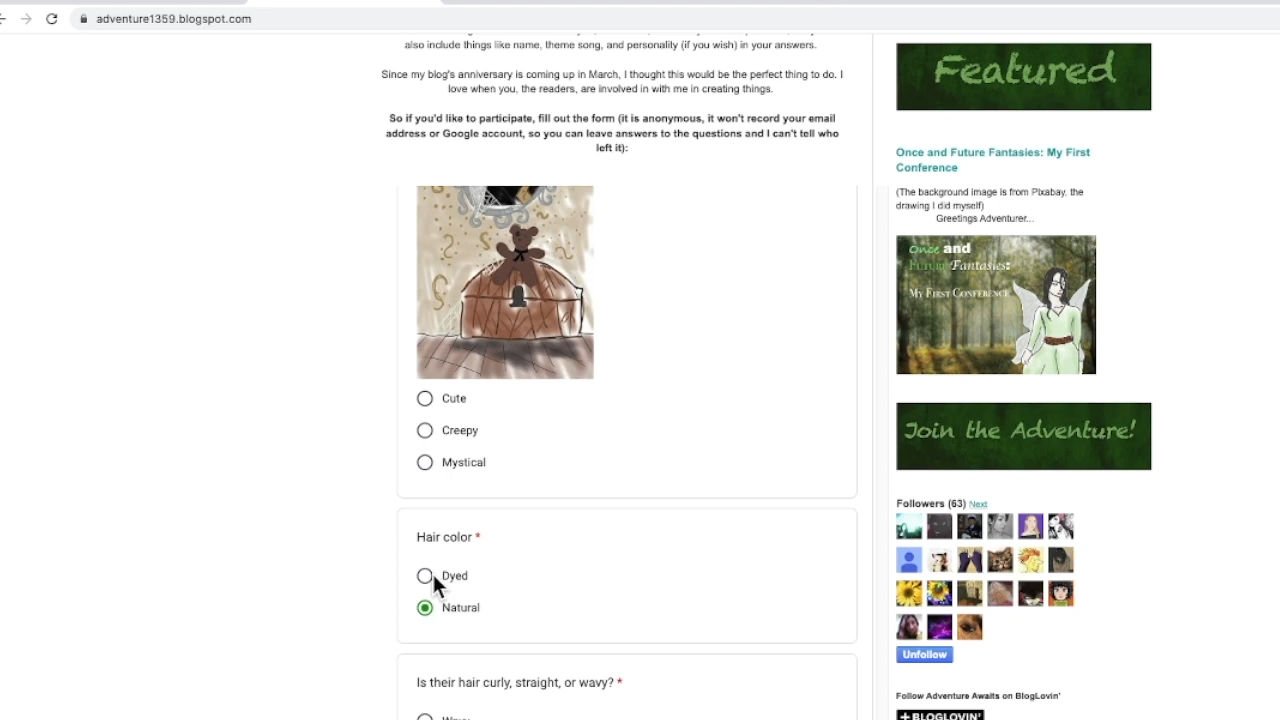 adventure1359.blogspot.com
also include things like name, theme song, and personality (if you wish) in your answers.
Since my blog's anniversary is coming up in March, I thought this would be the perfect thing to do. I
love when you, the readers, are involved in with me in creating things.
So if you'd like to participate, fill out the form (it is anonymous, it won't record your email
address or Google account, so you can leave answers to the questions and I can't tell who
left it):
Cute
Creepy
Mystical
Hair color *
Dyed
Natural
Is their hair curly, straight, or wavy? *
Featured
Once and Future Fantasies: My First
Conference
(The background image is from Pixabay, the
drawing I did myself)
Greetings Adventurer...
Once and
Future Fantasies:
My First Conference
Join the Adventure!
Followers (63) Next
Unfollow
Follow Adventure Awaits on BlogLovin'
+ BLOGLOVIN'